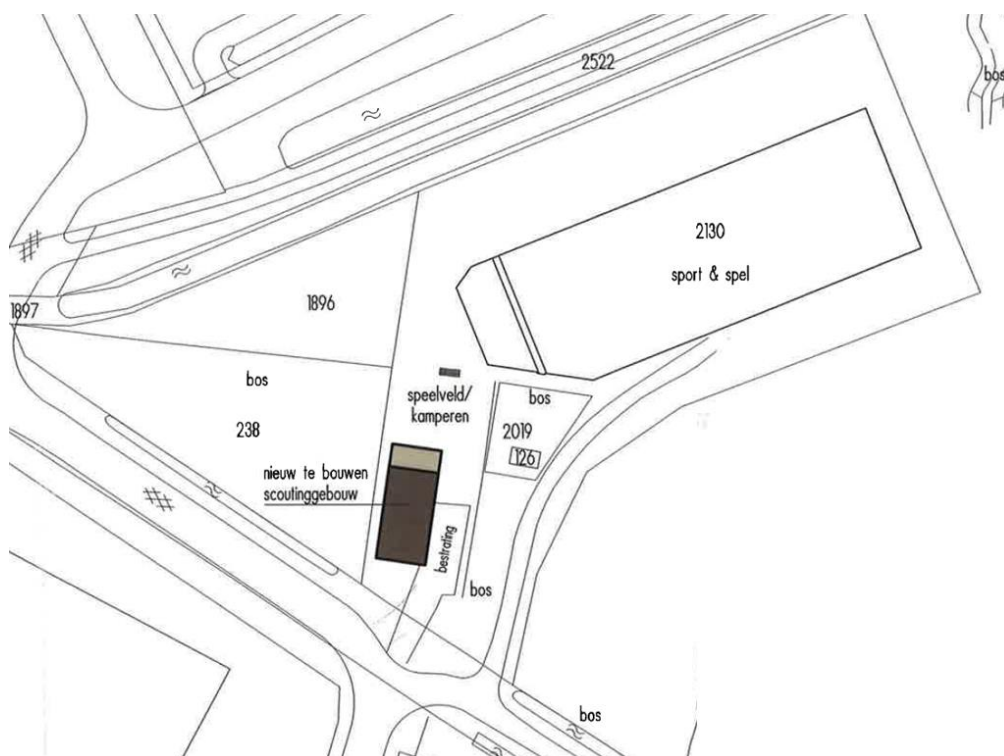 2522
bos
2130
sport & spel
1897
1896
bos
speelveld/
kamperen
bos
238
2019
126
nieuw te bouwen
scoutinggebouw
bestrating
bos
bos